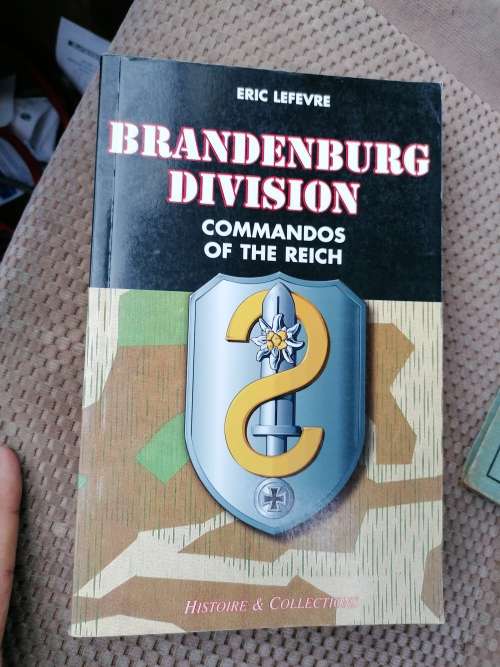 ERIC LEFEVRE
BRANDENBURG
DIVISION
COMMANDOS
OF THE REICH
HISTOIRE & COLLECTIONS